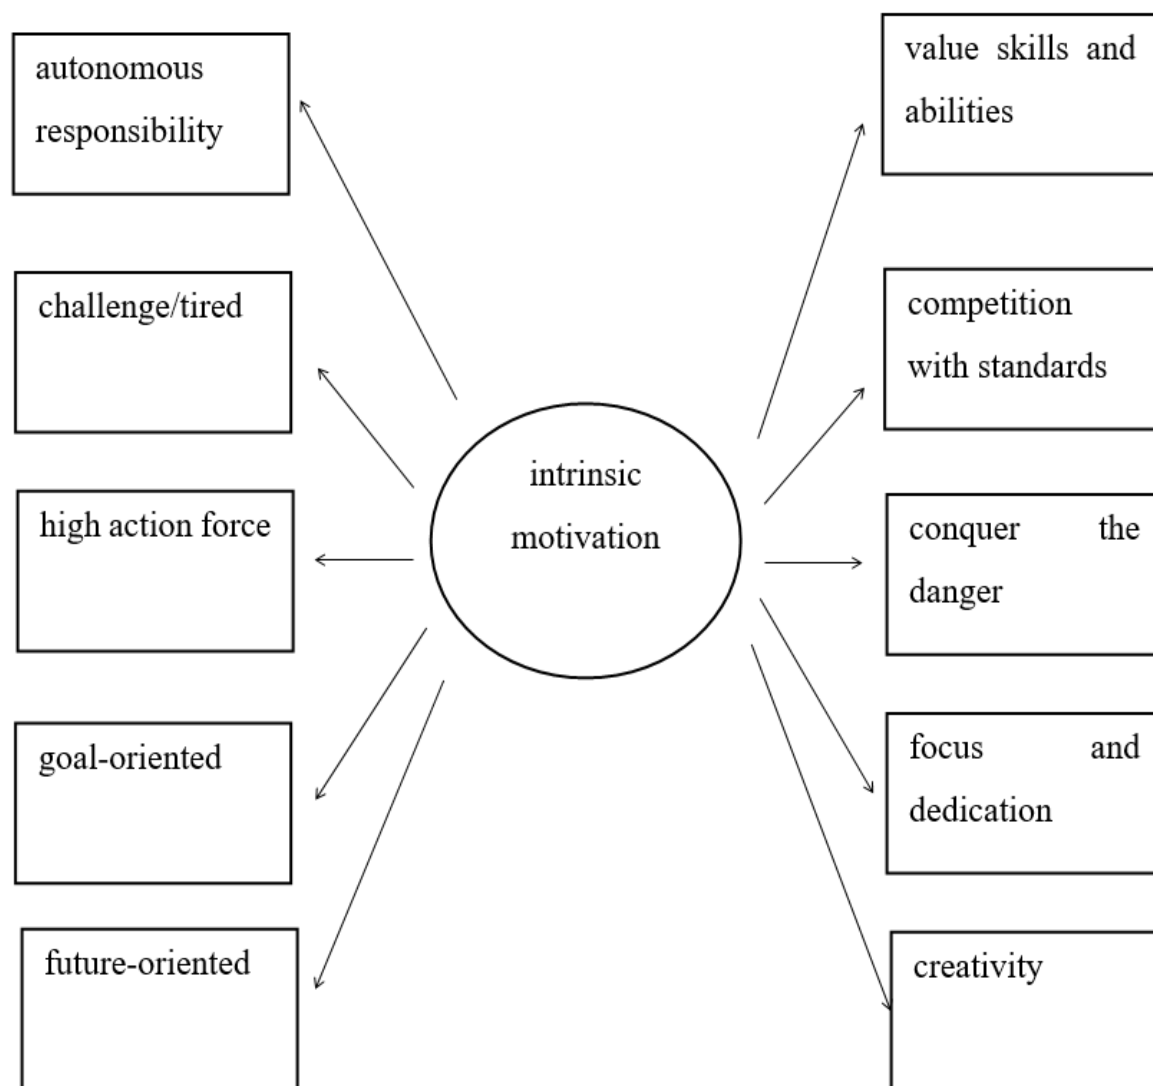 autonomous
responsibility
challenge/tired
high action force
goal-oriented
future-oriented
intrinsic
motivation
value skills and
abilities
competition
with standards
conquer the
danger
focus and
dedication
creativity